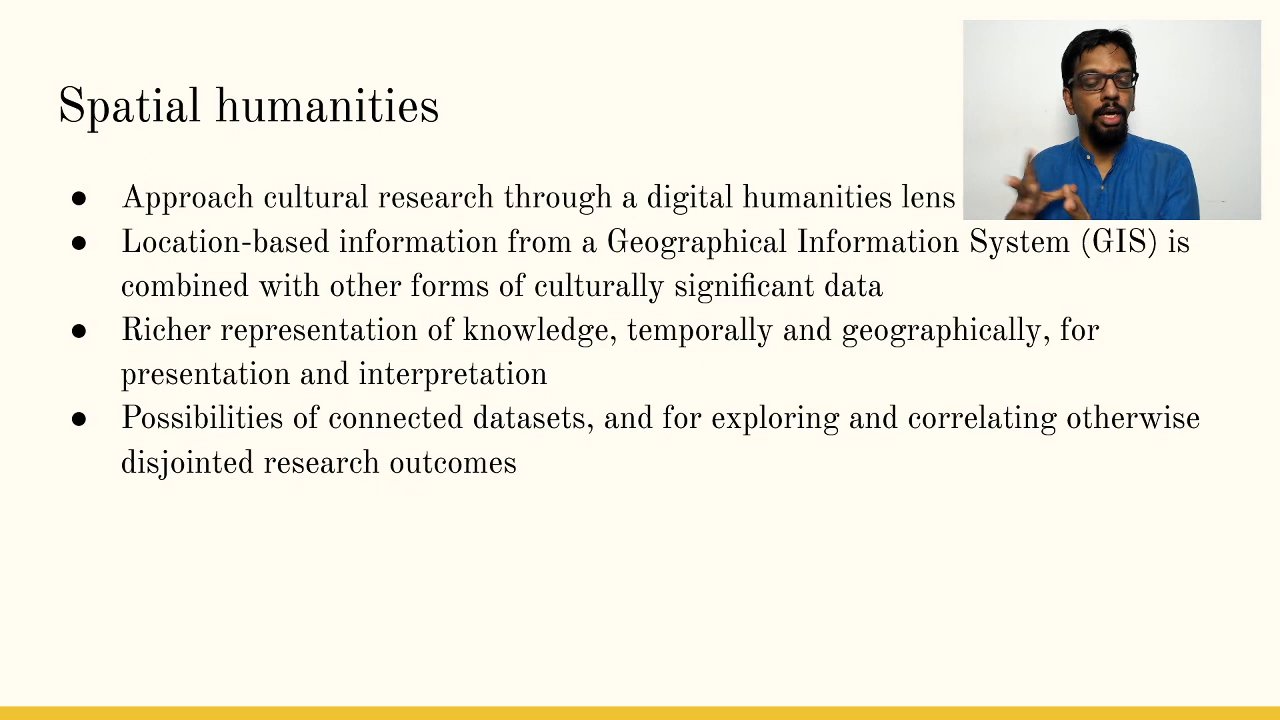 Spatial humanities
● Approach cultural research through a digital humanities lens
● Location-based information from a Geographical Information System (GIS) is
combined with other forms of culturally significant data
● Richer representation of knowledge, temporally and geographically, for
presentation and interpretation
● Possibilities of connected datasets, and for exploring and correlating otherwise
disjointed research outcomes